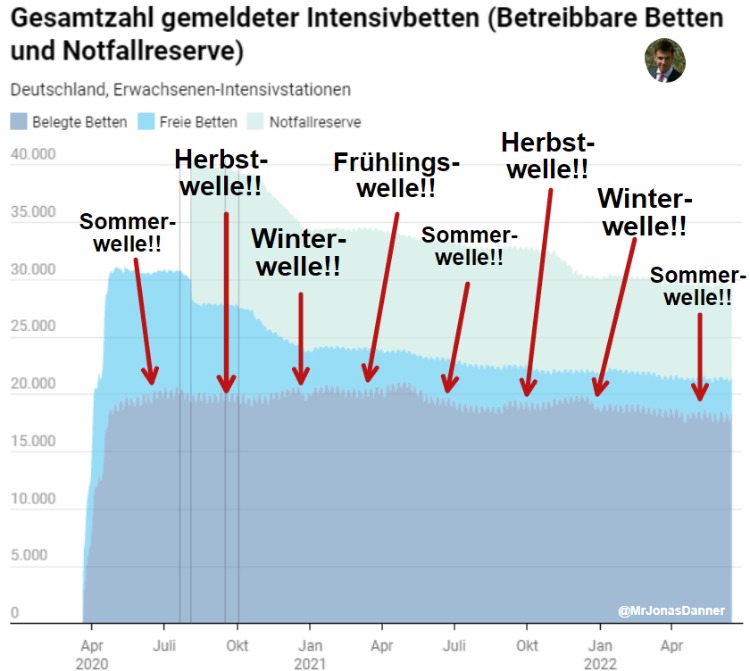 Gesamtzahl gemeldeter Intensivbetten (Betreibbare Betten
und Notfallreserve)
Deutschland, Erwachsenen-Intensivstationen
Belegte Betten Freie Betten Notfallreserve
40.000
35.000
30.000
25.000
20.000
15.000
10.000
5.000
0
Sommer-
welle!!
Herbst-
welle!!
Winter-
welle!!
Frühlings-
welle!!
Sommer-
welle!!
Herbst-
welle!!
Winter-
welle!!
Sommer-
welle!!
@MrJonasDanner
Apr Juli Okt Jan Apr Juli Okt Jan Apr
2020 2021 2022